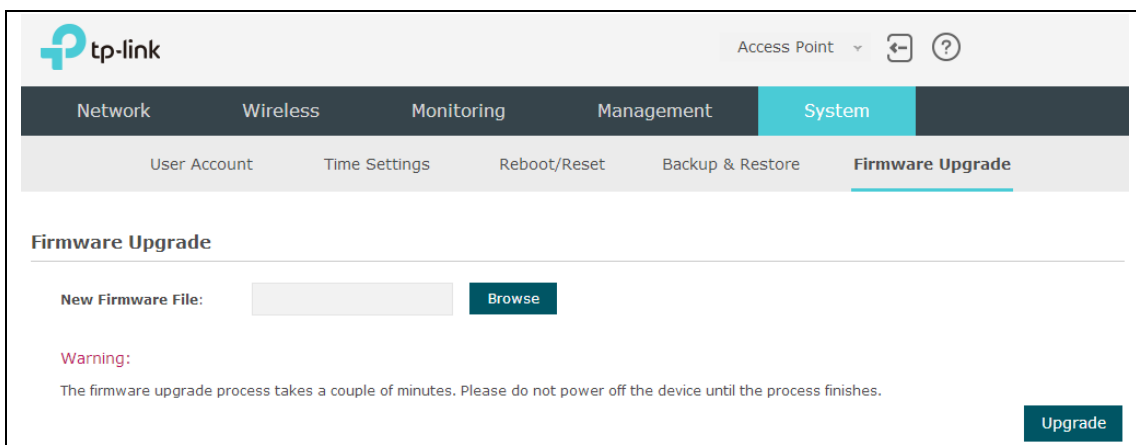 tp-link
Access Point
?
Network Wireless Monitoring Management System
User Account Time Settings Reboot/Reset Backup & Restore Firmware Upgrade
Firmware Upgrade
New Firmware File: Browse
Warning:
The firmware upgrade process takes a couple of minutes. Please do not power off the device until the process finishes.
Upgrade